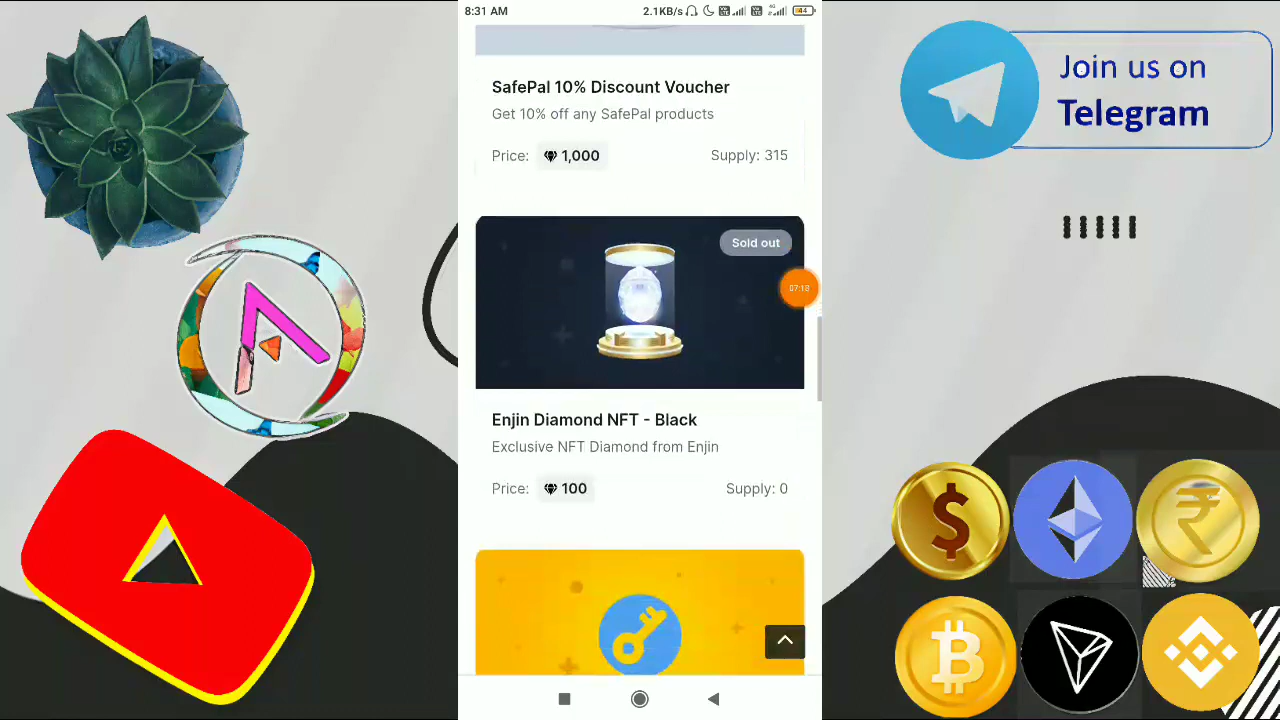 8:31 AM
2.1KB/s
44
Join us on
Telegram
SafePal 10% Discount Voucher
Get 10% off any SafePal products
Price: 1,000
Supply: 315
Sold out
Enjin Diamond NFT - Black
Exclusive NFT Diamond from Enjin
Price: 100
Supply: 0